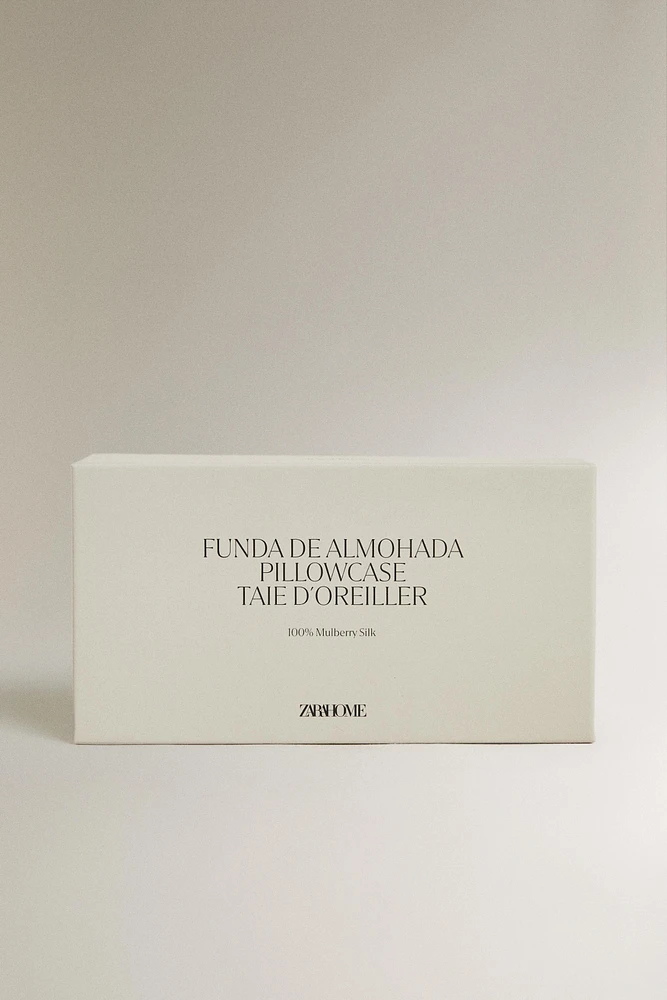 FUNDA DE ALMOHADA
PILLOWCASE
TAIE D´OREILLER
100% Mulberry Silk
ZARAHOME